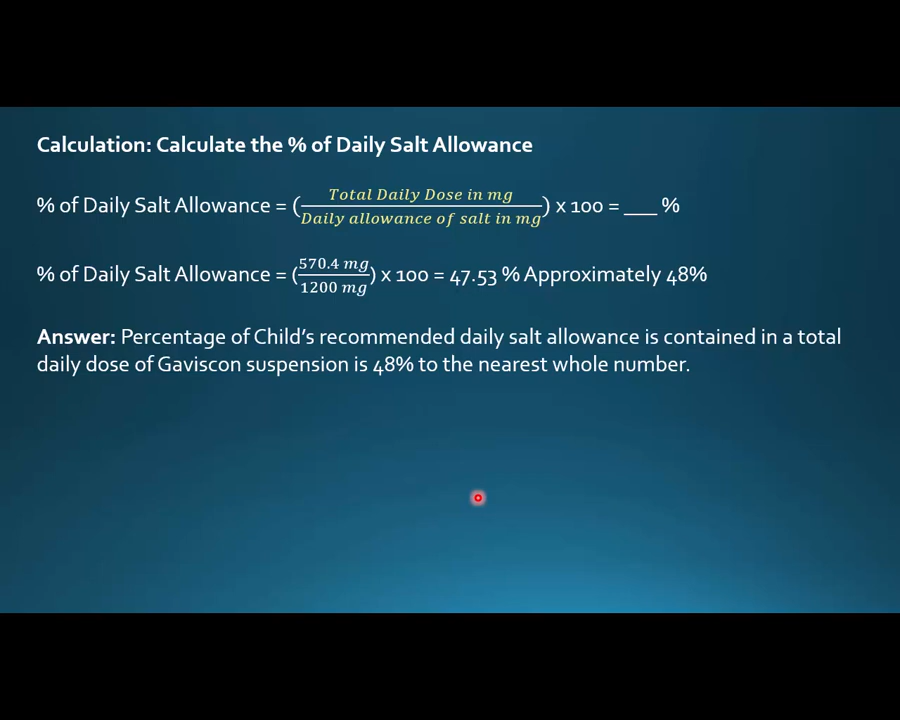 Calculation: Calculate the % of Daily Salt Allowance
% of Daily Salt Allowance = (Total Daily Dose in mg / Daily allowance of salt in mg) x 100 = ___ %
% of Daily Salt Allowance = (570.4 mg / 1200 mg) x 100 = 47.53 % Approximately 48%
Answer: Percentage of Child's recommended daily salt allowance is contained in a total
daily dose of Gaviscon suspension is 48% to the nearest whole number.